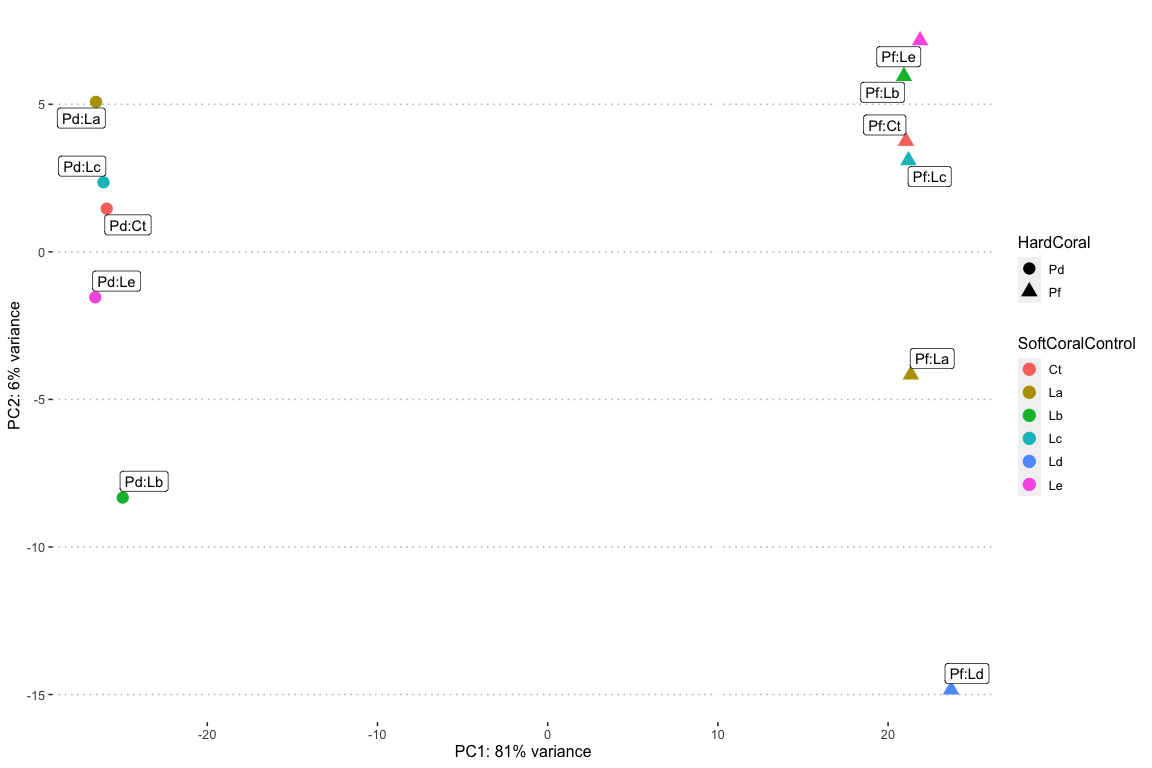 Pf:Le
Pf:Lb
5
Pd:La
Pf:Ct
Pd:Lc
Pf:Lc
Pd:Ct
0
Pd:Le
Pf:La
-5
Pd:Lb
-10
Pf:Ld
-15
-20
-10
0
10
20
PC1: 81% variance
PC2: 6% variance
HardCoral
Pd
Pf
SoftCoralControl
Ct
La
Lb
Lc
Ld
Le